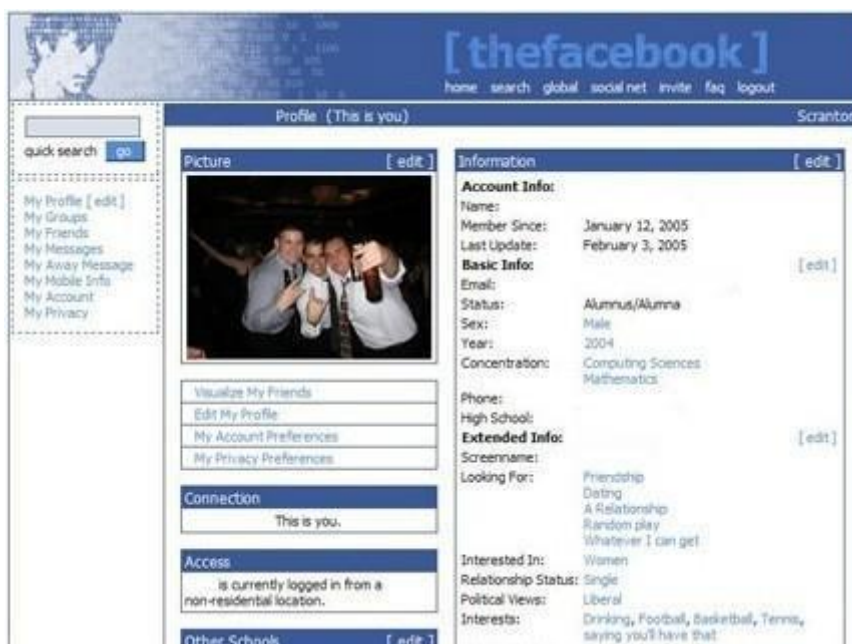 [ thefacebook ]
home search global social net invite faq logout
quick search go
My Profile [ edit ]
My Groups
My Friends
My Messages
My Away Message
My Mobile Info
My Account
My Privacy
Profile (This is you) Scranton
Picture [ edit ]
Visualize My Friends
Edit My Profile
My Account Preferences
My Privacy Preferences
Connection
This is you.
Access
is currently logged in from a
non-residential location.
Other Schools [ edit ]
Information [ edit ]
Account Info:
Name:
Member Since: January 12, 2005
Last Update: February 3, 2005
Basic Info: [ edit ]
Email:
Status: Alumnus/Alumna
Sex: Male
Year: 2004
Concentration: Computing Sciences
Mathematics
Phone:
High School:
Extended Info: [ edit ]
Screenname:
Looking For: Friendship
Dating
A Relationship
Random play
Whatever I can get
Interested In: Women
Relationship Status: Single
Political Views: Liberal
Interests: Drinking, Football, Basketball, Tennis,
saying you'll have that